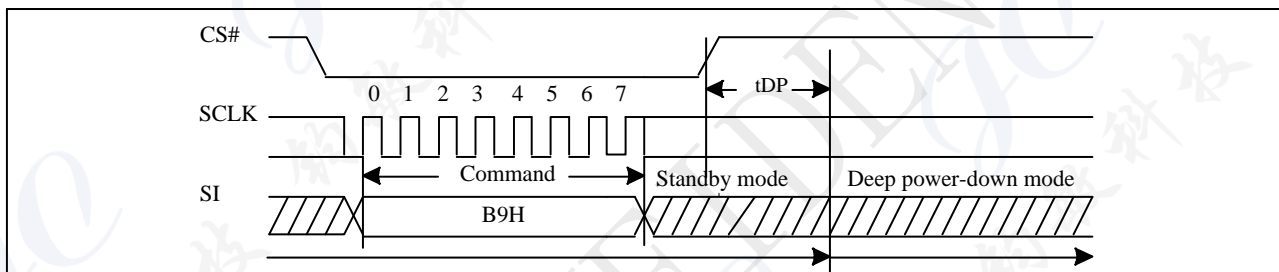 CS#
tDP
0 1 2 3 4 5 6 7
SCLK
Command
Standby mode
Deep power-down mode
SI
B9H